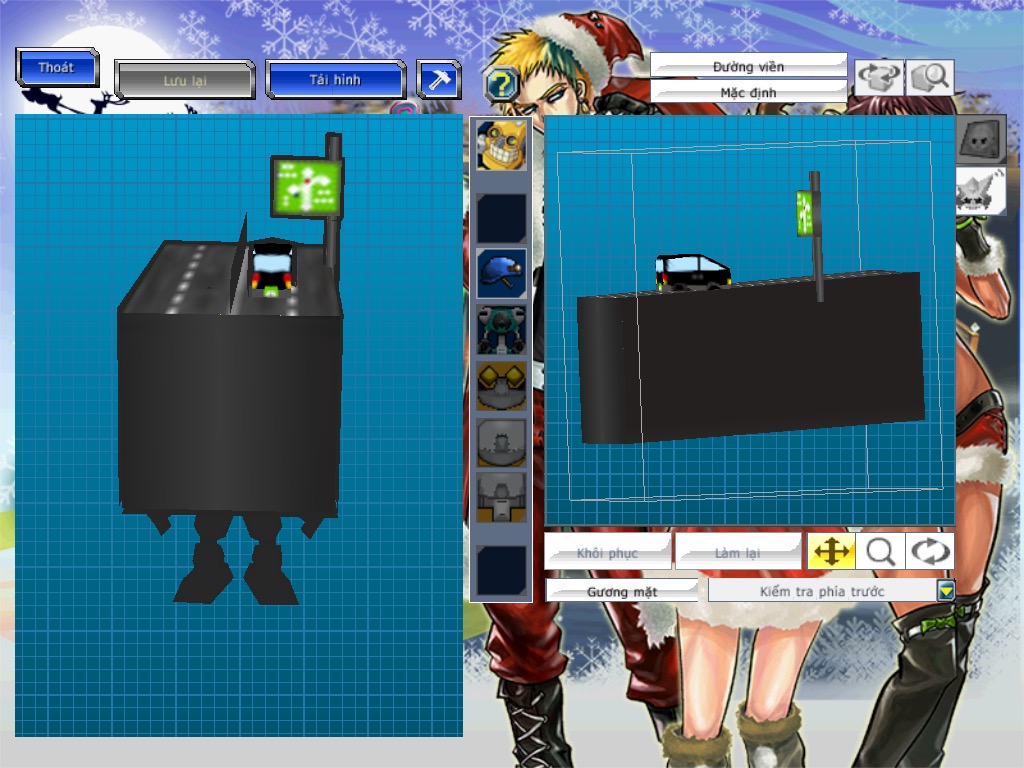 Thoát
Lưu lại
Tải hình
Đường viền
Mặc định
Khôi phục
Làm lại
Gương mặt
Kiểm tra phía trước